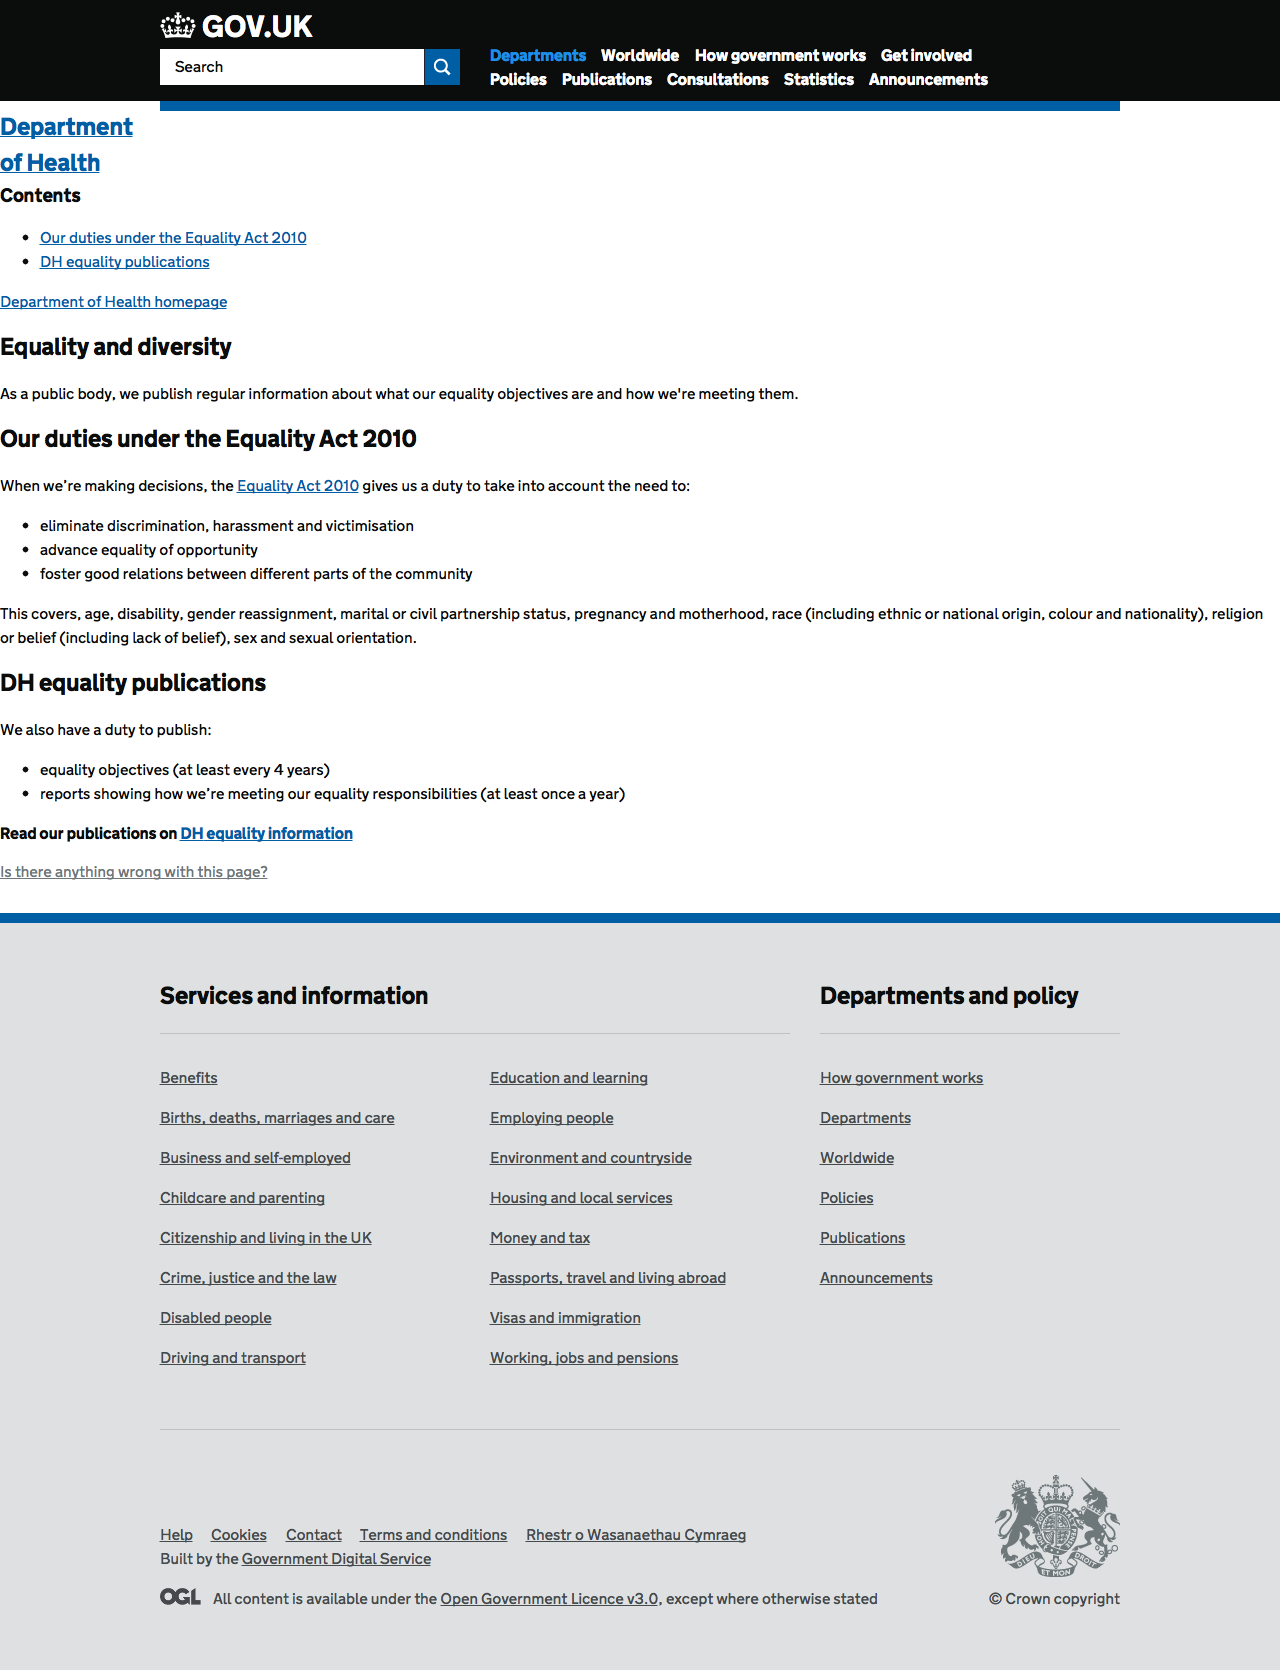 GOV.UK
Search
Departments Worldwide How government works Get involved
Policies Publications Consultations Statistics Announcements
Department
of Health
Contents
Our duties under the Equality Act 2010
DH equality publications
Department of Health homepage
Equality and diversity
As a public body, we publish regular information about what our equality objectives are and how we're meeting them.
Our duties under the Equality Act 2010
When we’re making decisions, the Equality Act 2010 gives us a duty to take into account the need to:
eliminate discrimination, harassment and victimisation
advance equality of opportunity
foster good relations between different parts of the community
This covers, age, disability, gender reassignment, marital or civil partnership status, pregnancy and motherhood, race (including ethnic or national origin, colour and nationality), religion
or belief (including lack of belief), sex and sexual orientation.
DH equality publications
We also have a duty to publish:
equality objectives (at least every 4 years)
reports showing how we’re meeting our equality responsibilities (at least once a year)
Read our publications on DH equality information
Is there anything wrong with this page?
Services and information
Benefits
Births, deaths, marriages and care
Business and self-employed
Childcare and parenting
Citizenship and living in the UK
Crime, justice and the law
Disabled people
Driving and transport
Education and learning
Employing people
Environment and countryside
Housing and local services
Money and tax
Passports, travel and living abroad
Visas and immigration
Working, jobs and pensions
Departments and policy
How government works
Departments
Worldwide
Policies
Publications
Announcements
Help Cookies Contact Terms and conditions Rhestr o Wasanaethau Cymraeg
Built by the Government Digital Service
OGL All content is available under the Open Government Licence v3.0, except where otherwise stated
DIEU ET MON DROIT
© Crown copyright